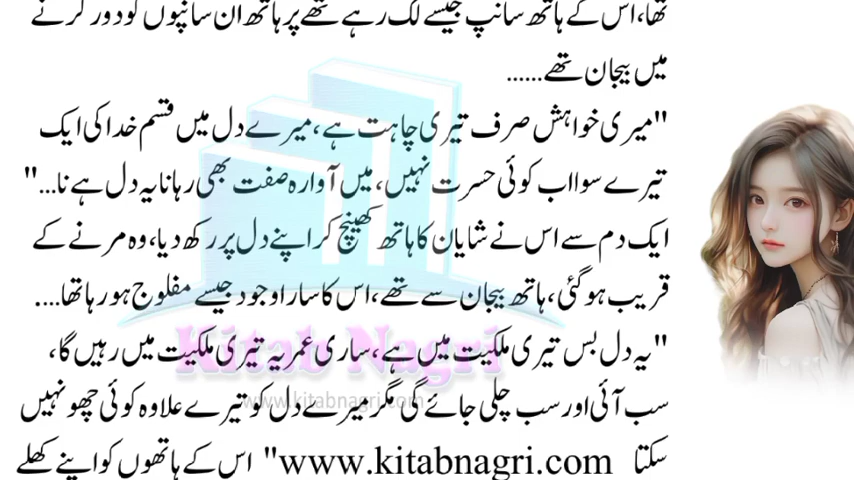 تھا، اس کے ہاتھ سانپ جیسے لگ رہے تھے پر ہاتھ ان سانپوں کو دور کرنے
میں بیجان تھے......
"میری خواہش صرف تیری چاہت ہے، میرے دل میں قسم خدا کی ایک
تیرے سوا اب کوئی حسرت نہیں، میں آوارہ صفت بھی رہا نا یہ دل ہے نا..."
ایک دم سے اس نے شایان کا ہاتھ کھینچ کر اپنے دل پر رکھ دیا، وہ مرنے کے
قریب ہو گئی، ہاتھ بیجان سے تھے، اس کا سارا وجود جیسے مفلوج ہو رہا تھا....
"یہ دل بس تیری ملکیت میں ہے، ساری عمر یہ تیری ملکیت میں رہیں گا،
سب آئی اور سب چلی جائے گی مگر میرے دل کو تیرے علاوہ کوئی چھو نہیں
سکتا www.kitabnagri.com" اس کے ہاتھوں کو اپنے کھلے
Kitab Nagri
www.kitabnagri.com